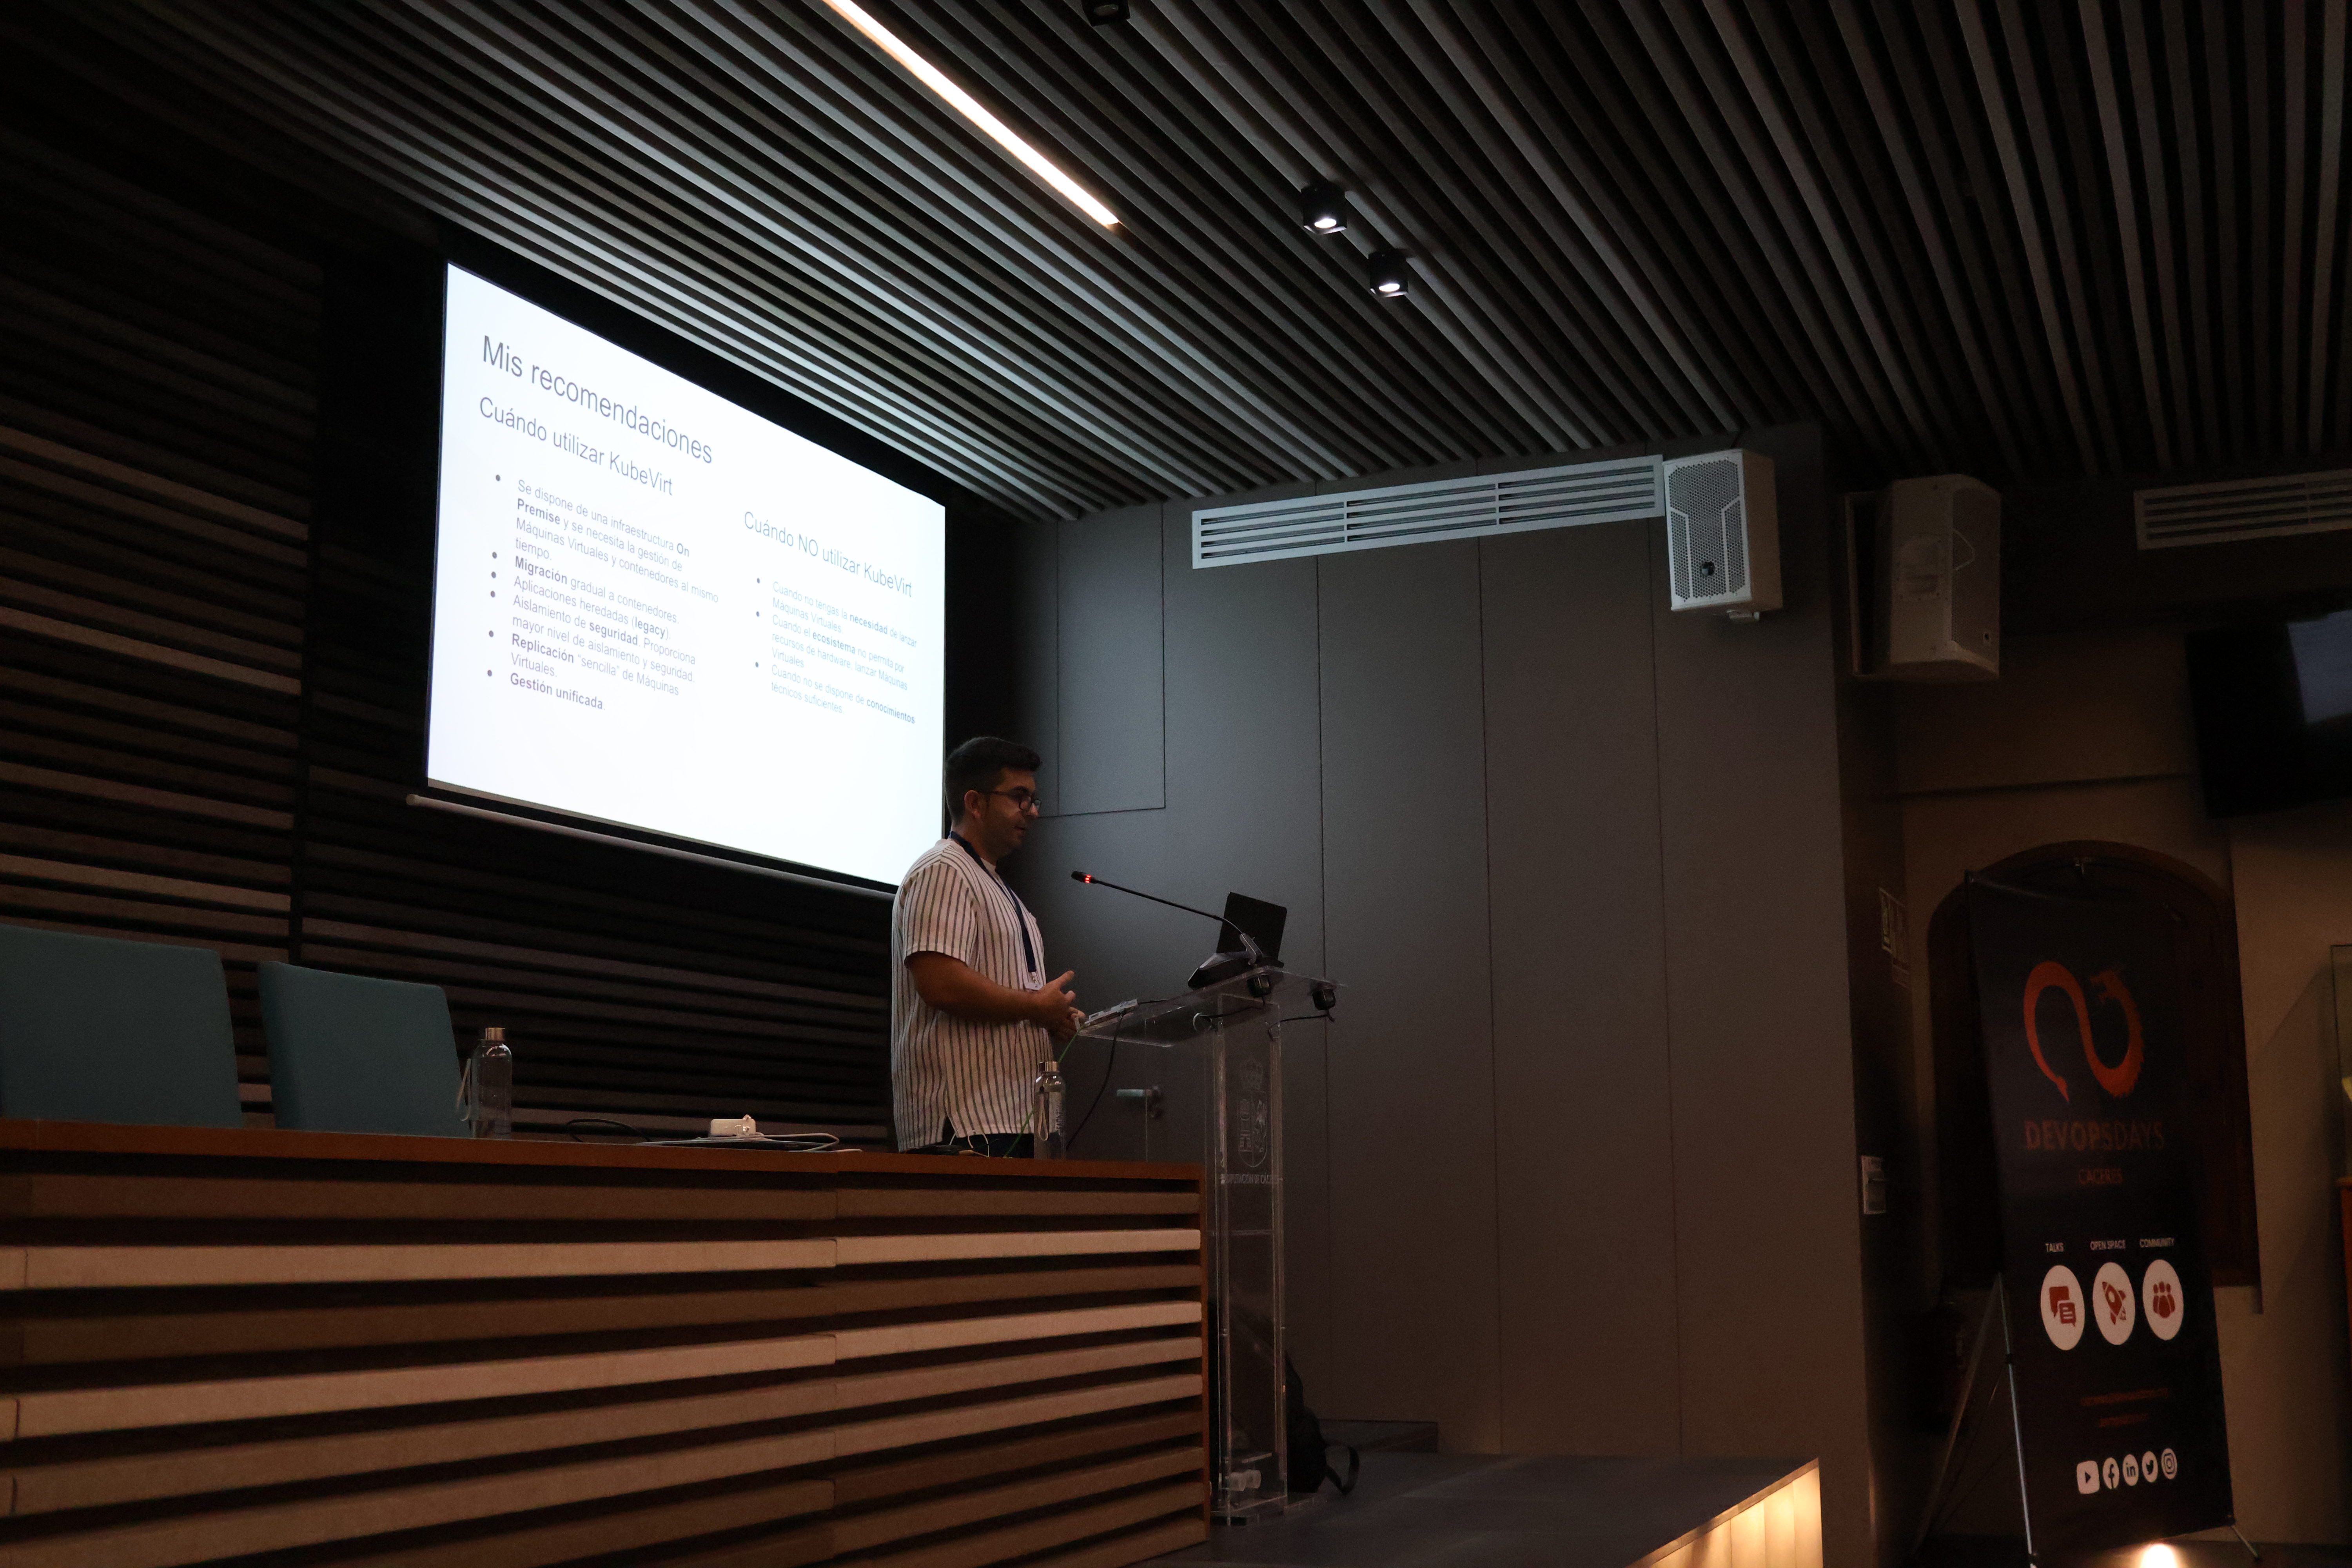 Mis recomendaciones
Cuándo utilizar KubeVirt
● Se dispone de una infraestructura On
Premise y se necesita la gestión de
Máquinas Virtuales y contenedores al mismo
tiempo.
● Migración gradual a contenedores.
● Aplicaciones heredadas (legacy)
● Aislamiento de seguridad. Proporciona
mayor nivel de aislamiento y seguridad.
● Replicación "sencilla" de Máquinas
Virtuales.
● Gestión unificada
Cuándo NO utilizar KubeVirt
● Cuando no tengas la necesidad de lanzar
Máquinas Virtuales.
● Cuando el ecosistema no permita por
recursos de hardware lanzar Máquinas
Virtuales
● Cuando no se dispone de conocimientos
técnicos suficientes.
DIPUTACIÓN DE CÁCERES
DEVOPSDAYS
CÁCERES
TALKS
OPEN SPACE
COMMUNITY